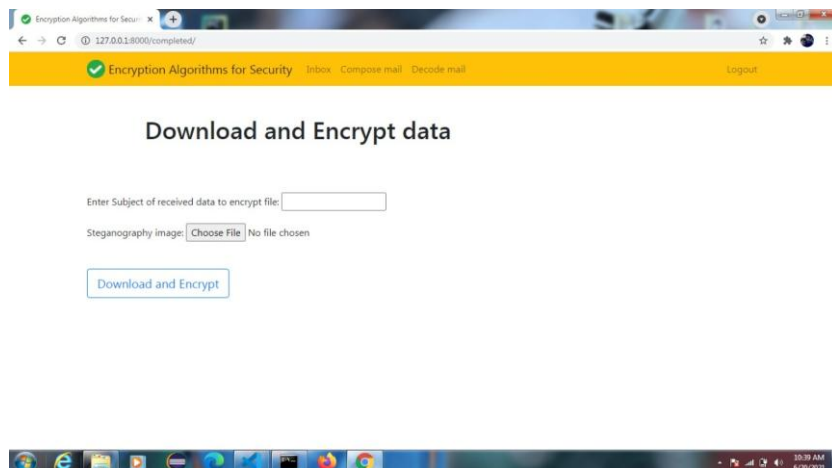 Encryption Algorithms for Secur
127.0.0.1:8000/completed/
Encryption Algorithms for Security Inbox Compose mail Decode mail Logout
Download and Encrypt data
Enter Subject of received data to encrypt file:
Steganography image: Choose File No file chosen
Download and Encrypt
10:39 AM